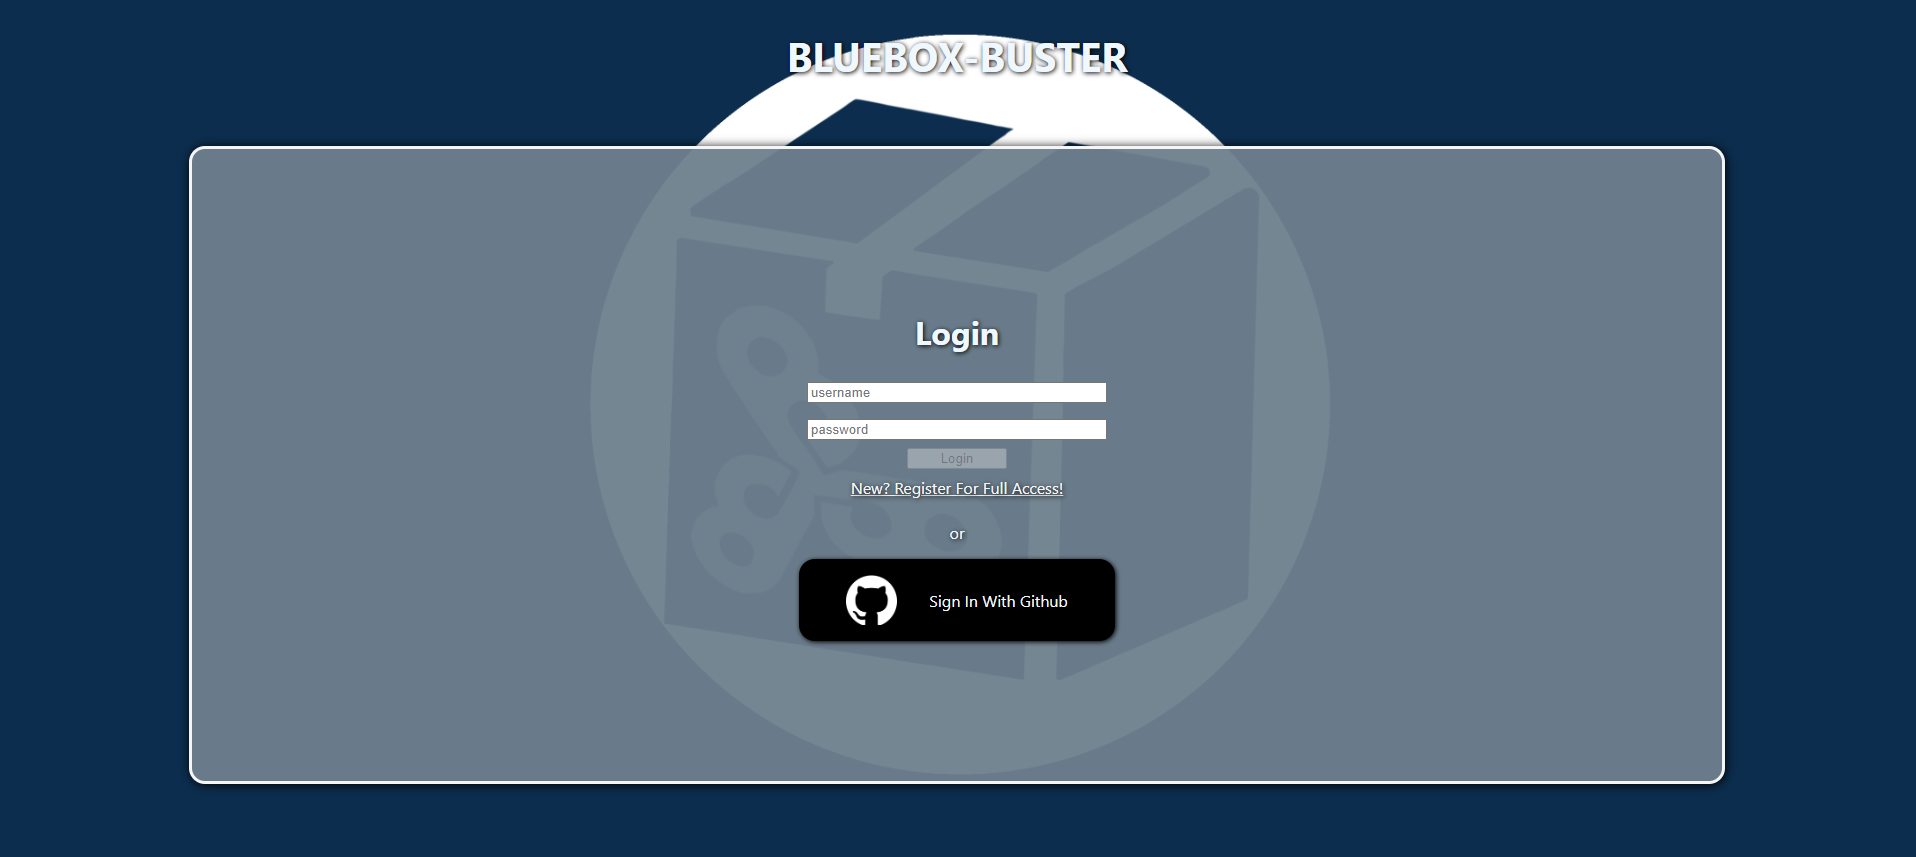 BLUEBOX-BUSTER
Login
username
password
Login
New? Register For Full Access!
or
Sign In With Github